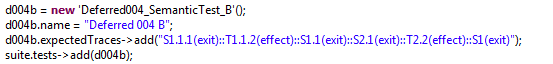 d004b = new 'Deferred004_SemanticTest_B'();
d004b.name = "Deferred 004 B";
d004b.expectedTraces->add("S1.1.1(exit)::T1.1.2(effect)::S1.1(exit)::S2.1(exit)::T2.2(effect)::S1(exit)");
suite.tests->add(d004b);